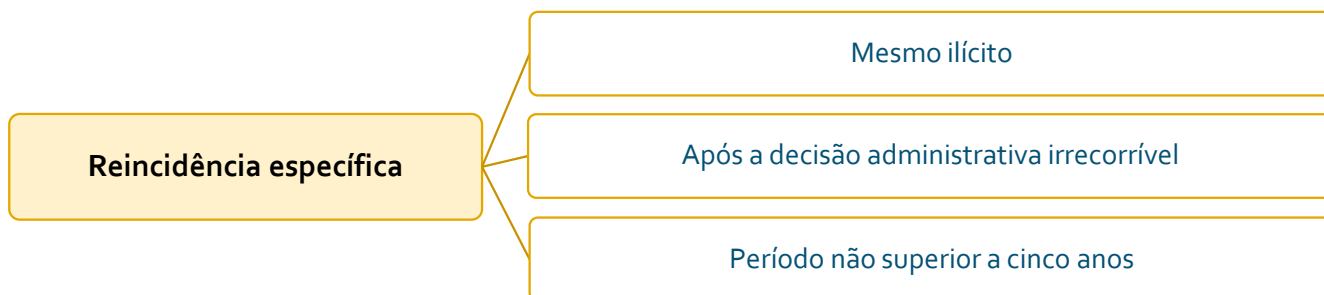 Reincidência específica
Mesmo ilícito
Após a decisão administrativa irrecorrível
Período não superior a cinco anos